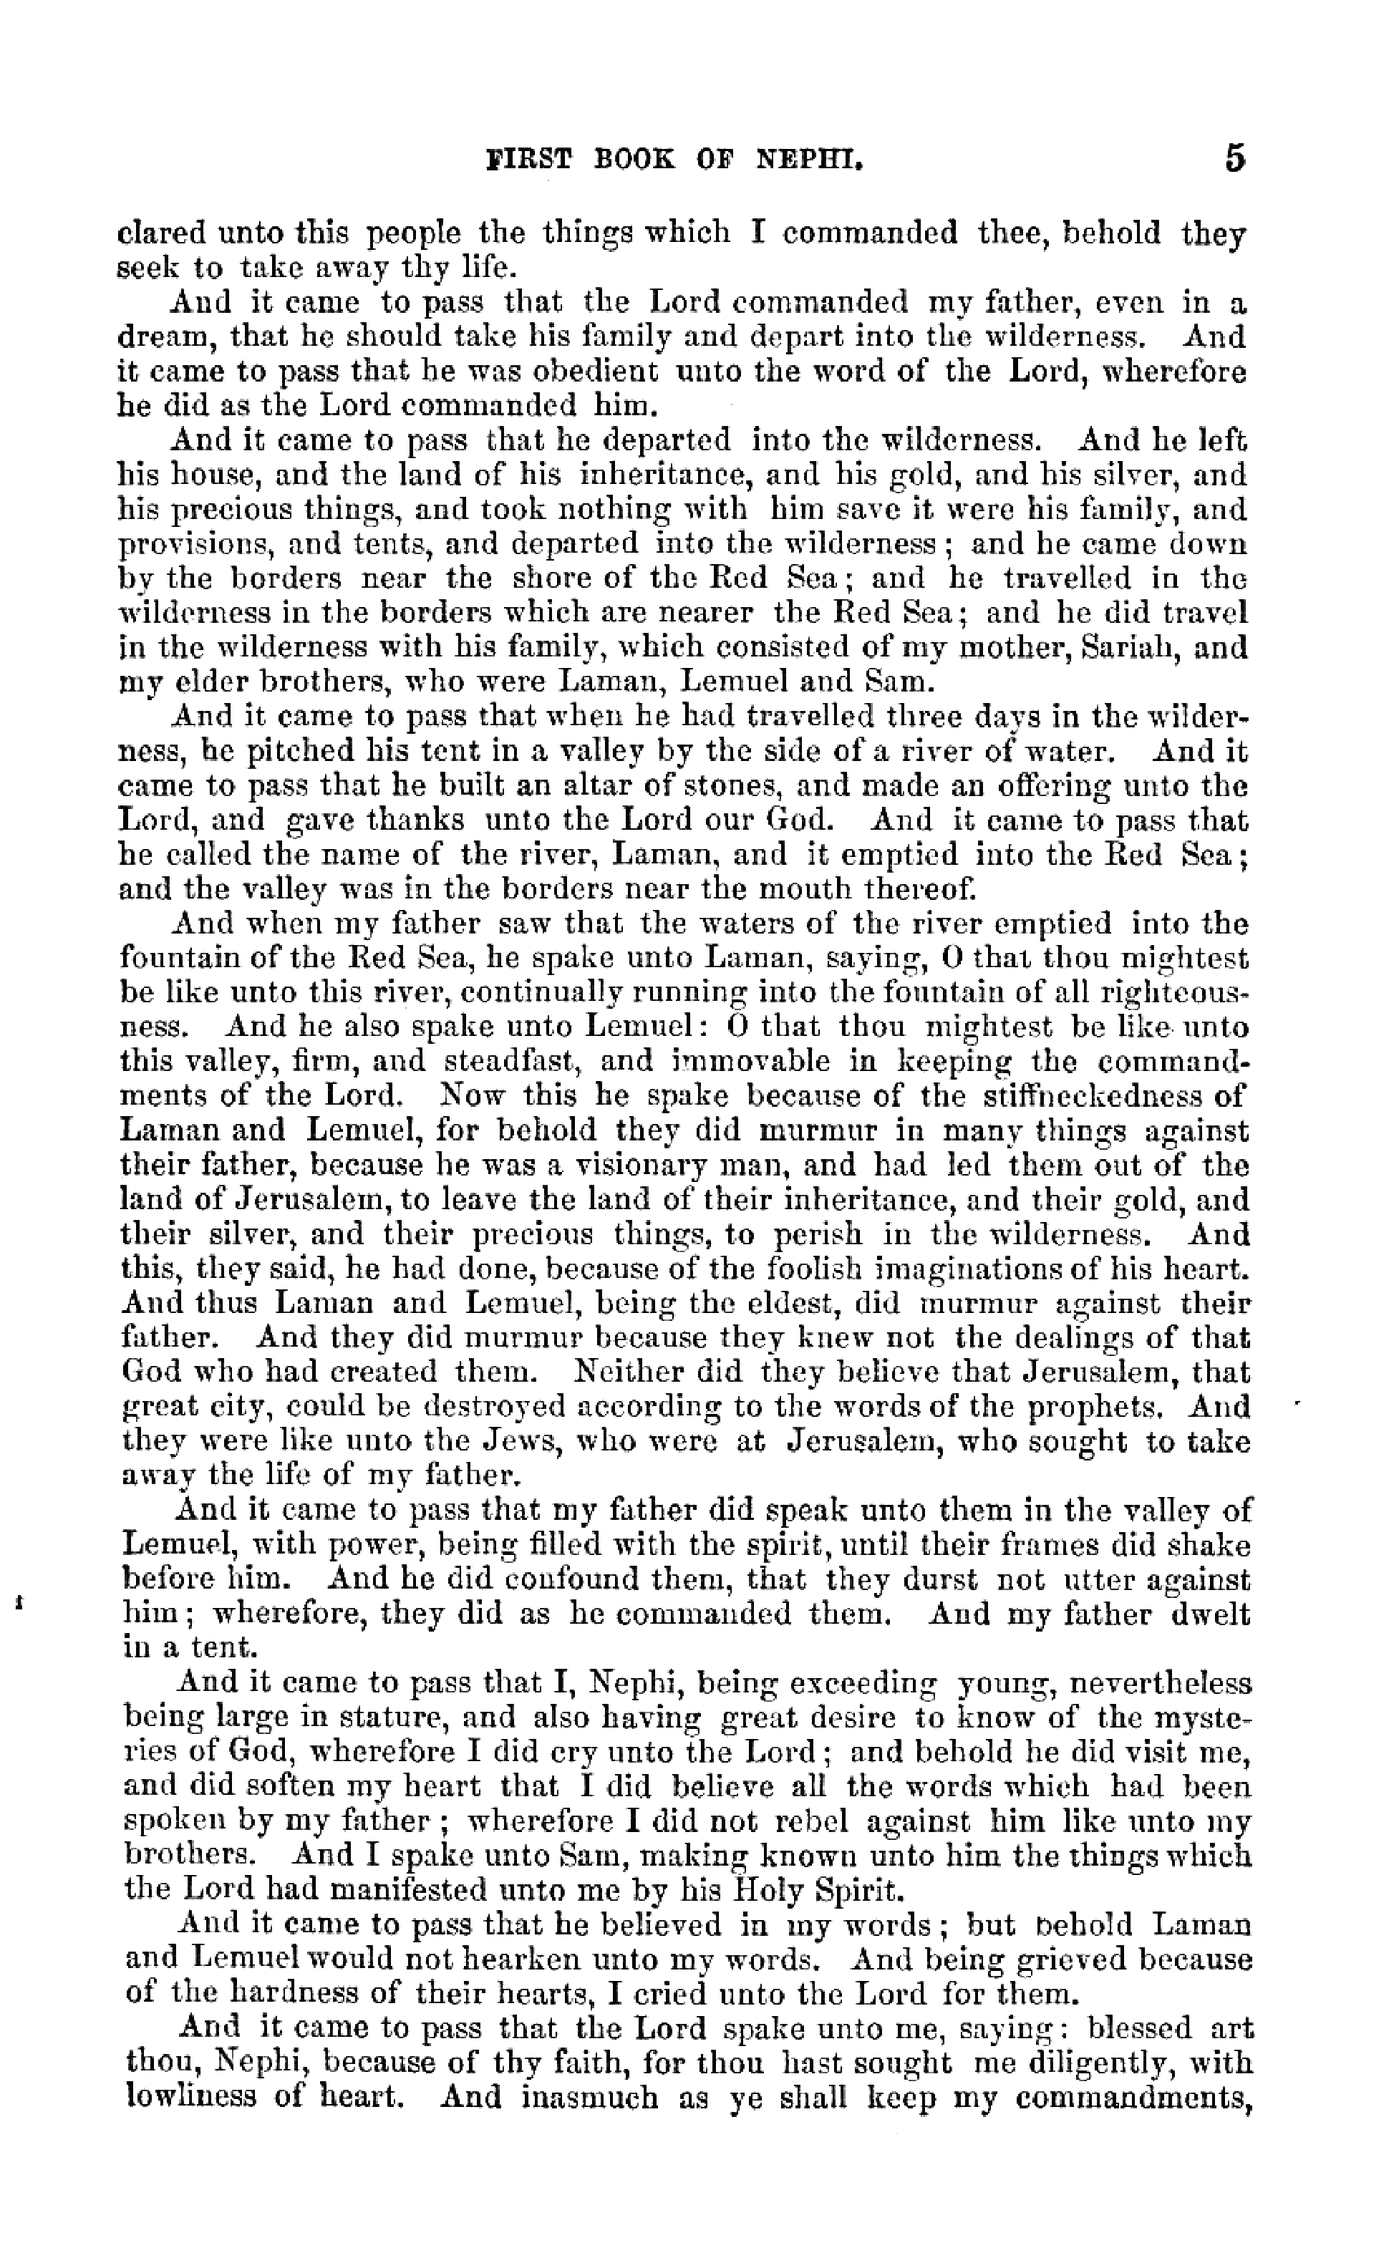 FIRST BOOK OF NEPHI. 5
clared unto this people the things which I commanded thee, behold they
seek to take away thy life.
And it came to pass that the Lord commanded my father, even in a
dream, that he should take his family and depart into the wilderness. And
it came to pass that he was obedient unto the word of the Lord, wherefore
he did as the Lord commanded him.
And it came to pass that he departed into the wilderness. And he left
his house, and the land of his inheritance, and his gold, and his silver, and
his precious things, and took nothing with him save it were his family, and
provisions, and tents, and departed into the wilderness; and he came down
by the borders near the shore of the Red Sea; and he travelled in the
wilderness in the borders which are nearer the Red Sea; and he did travel
in the wilderness with his family, which consisted of my mother, Sariah, and
my elder brothers, who were Laman, Lemuel and Sam.
And it came to pass that when he had travelled three days in the wilder-
ness, he pitched his tent in a valley by the side of a river of water. And it
came to pass that he built an altar of stones, and made an offering unto the
Lord, and gave thanks unto the Lord our God. And it came to pass that
he called the name of the river, Laman, and it emptied into the Red Sea;
and the valley was in the borders near the mouth thereof.
And when my father saw that the waters of the river emptied into the
fountain of the Red Sea, he spake unto Laman, saying, O that thou mightest
be like unto this river, continually running into the fountain of all righteous-
ness. And he also spake unto Lemuel: O that thou mightest be like unto
this valley, firm, and steadfast, and immovable in keeping the command-
ments of the Lord. Now this he spake because of the stiffneckedness of
Laman and Lemuel, for behold they did murmur in many things against
their father, because he was a visionary man, and had led them out of the
land of Jerusalem, to leave the land of their inheritance, and their gold, and
their silver, and their precious things, to perish in the wilderness. And
this, they said, he had done, because of the foolish imaginations of his heart.
And thus Laman and Lemuel, being the eldest, did murmur against their
father. And they did murmur because they knew not the dealings of that
God who had created them. Neither did they believe that Jerusalem, that
great city, could be destroyed according to the words of the prophets. And
they were like unto the Jews, who were at Jerusalem, who sought to take
away the life of my father.
And it came to pass that my father did speak unto them in the valley of
Lemuel, with power, being filled with the spirit, until their frames did shake
before him. And he did confound them, that they durst not utter against
him; wherefore, they did as he commanded them. And my father dwelt
in a tent.
And it came to pass that I, Nephi, being exceeding young, nevertheless
being large in stature, and also having great desire to know of the myste-
ries of God, wherefore I did cry unto the Lord; and behold he did visit me,
and did soften my heart that I did believe all the words which had been
spoken by my father; wherefore I did not rebel against him like unto my
brothers. And I spake unto Sam, making known unto him the things which
the Lord had manifested unto me by his Holy Spirit.
And it came to pass that he believed in my words; but behold Laman
and Lemuel would not hearken unto my words. And being grieved because
of the hardness of their hearts, I cried unto the Lord for them.
And it came to pass that the Lord spake unto me, saying: blessed art
thou, Nephi, because of thy faith, for thou hast sought me diligently, with
lowliness of heart. And inasmuch as ye shall keep my commandments,